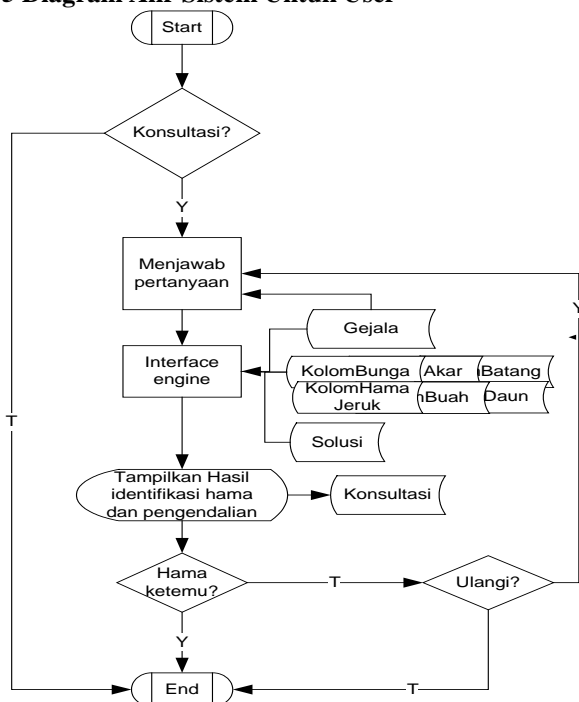 Diagram Alir Sistem Untuk User
Start
Konsultasi?
Y
Menjawab
pertanyaan
Y
Gejala
Interface
engine
KolomBunga
Akar
Batang
KolomHama
Jeruk
Buah
Daun
T
Solusi
Tampilkan Hasil
identifikasi hama
dan pengendalian
Konsultasi
Hama
ketemu?
T
Ulangi?
Y
End
T